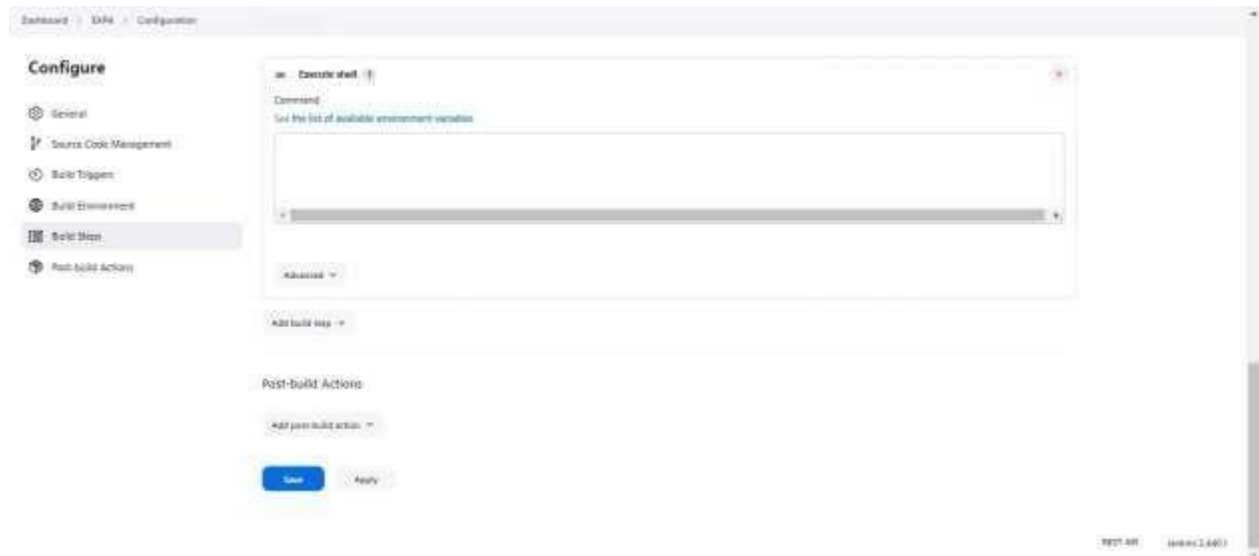 Dashboard > EXP4 > Configuration
Configure
General
Source Code Management
Build Triggers
Build Environment
Build Steps
Post-build Actions
Execute shell ?
Command
See the list of available environment variables
Advanced
Add build step
Post-build Actions
Add post-build action
Save
Apply
REST API
Jenkins